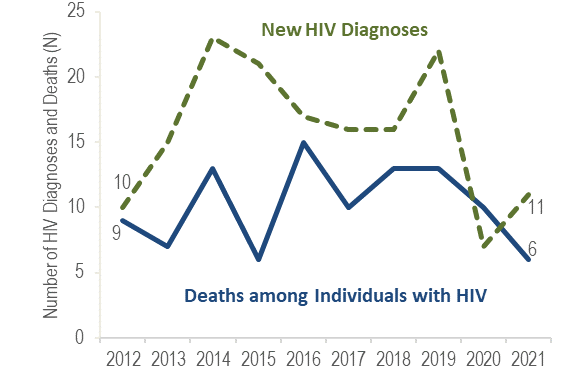 25
New HIV Diagnoses
20
15
10
10
11
9
6
5
Deaths among Individuals with HIV
0
2012 2013 2014 2015 2016 2017 2018 2019 2020 2021
Number of HIV Diagnoses and Deaths (N)